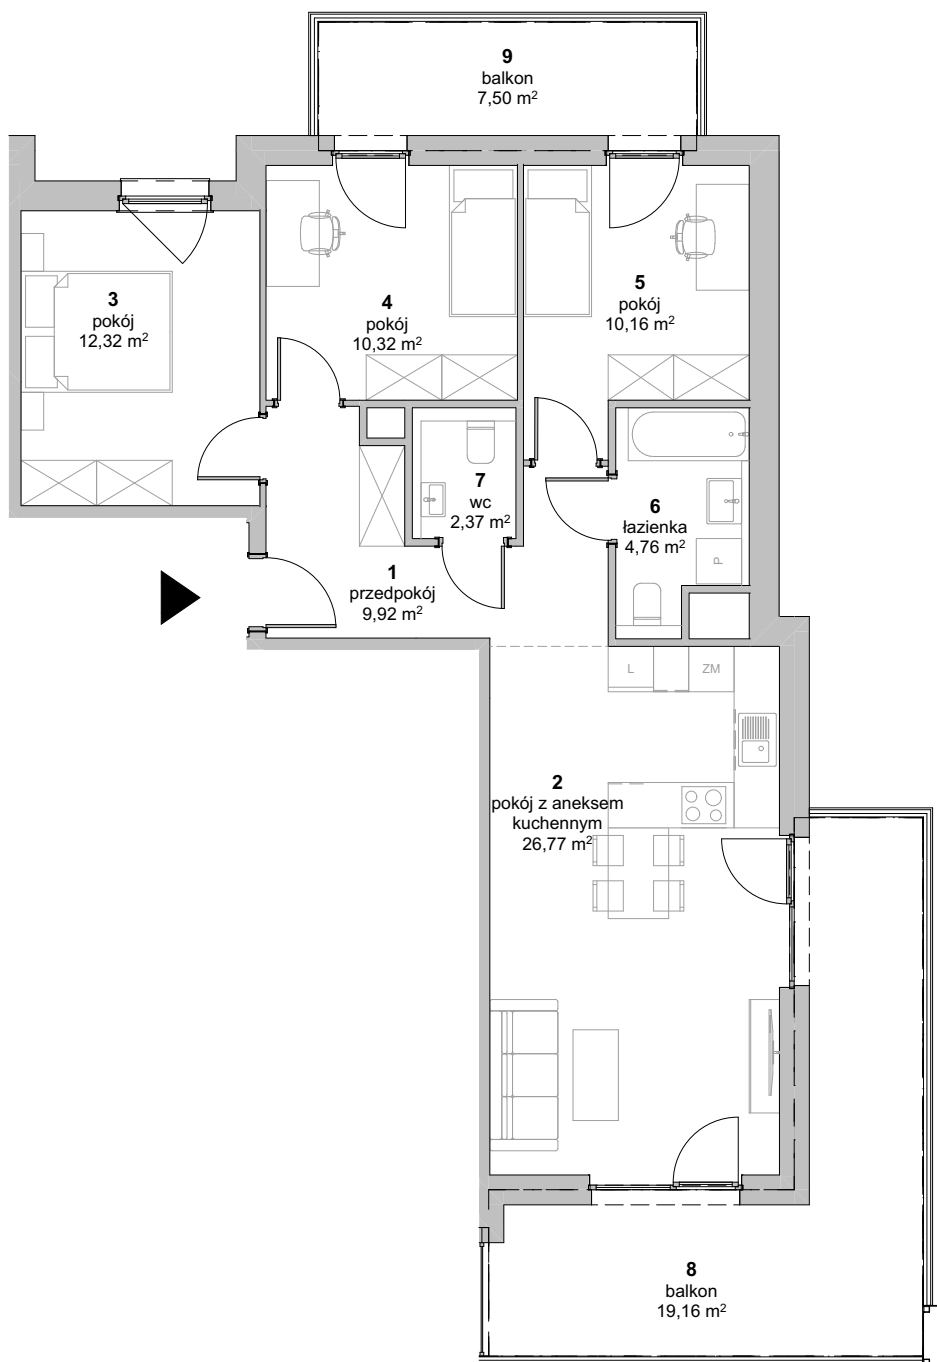 9
balkon
7,50 m²
3
pokój
12,32 m²
4
pokój
10,32 m²
5
pokój
10,16 m²
7
wc
2,37 m²
6
łazienka
4,76 m²
P
1
przedpokój
9,92 m²
L
ZM
2
pokój z aneksem
kuchennym
26,77 m²
8
balkon
19,16 m²